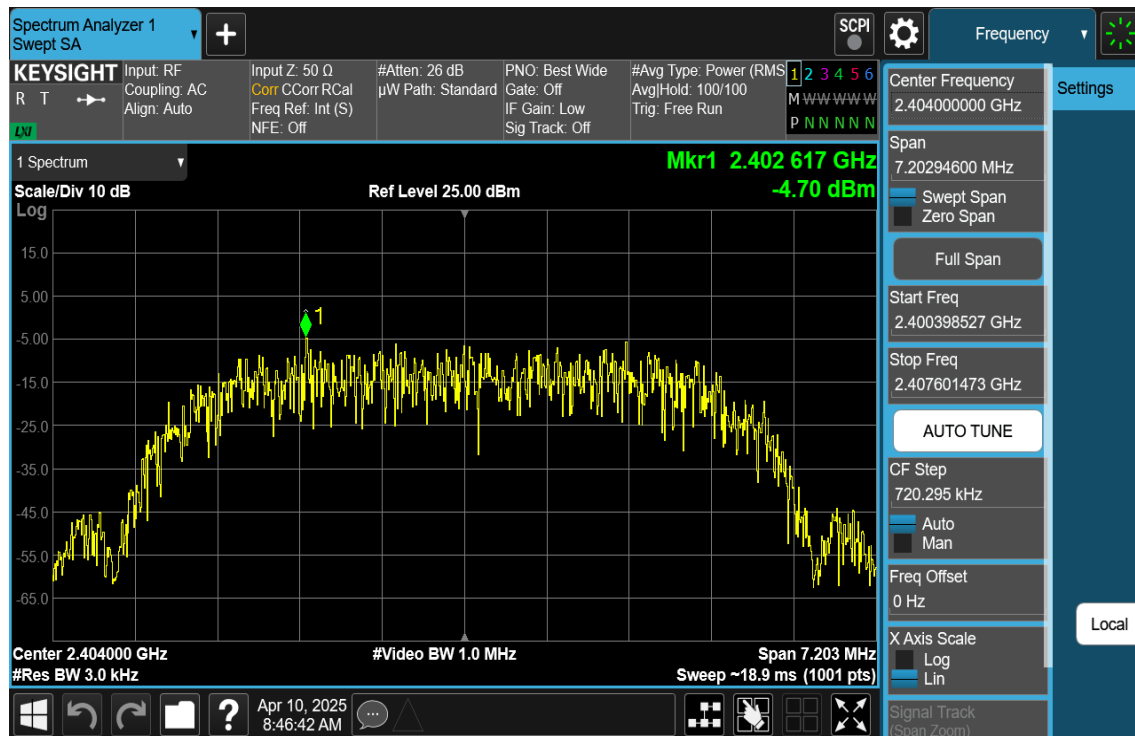 Spectrum Analyzer 1
Swept SA
+
SCPI
Frequency
KEYSIGHT
R T
LXI
Input: RF
Coupling: AC
Align: Auto
Input Z: 50 Ω
Corr CCorr RCal
Freq Ref: Int (S)
NFE: Off
#Atten: 26 dB
µW Path: Standard
PNO: Best Wide
Gate: Off
IF Gain: Low
Sig Track: Off
#Avg Type: Power (RMS
Avg|Hold: 100/100
Trig: Free Run
1 2 3 4 5 6
M W W W W W
P N N N N N
1 Spectrum
Mkr1 2.402 617 GHz
-4.70 dBm
Scale/Div 10 dB
Ref Level 25.00 dBm
Log
15.0
5.00
-5.00
-15.0
-25.0
-35.0
-45.0
-55.0
-65.0
1
Center 2.404000 GHz
#Video BW 1.0 MHz
Span 7.203 MHz
#Res BW 3.0 kHz
Sweep ~18.9 ms (1001 pts)
Center Frequency
2.404000000 GHz
Span
7.20294600 MHz
Swept Span
Zero Span
Full Span
Start Freq
2.400398527 GHz
Stop Freq
2.407601473 GHz
AUTO TUNE
CF Step
720.295 kHz
Auto
Man
Freq Offset
0 Hz
X Axis Scale
Log
Lin
Signal Track
(Span Zoom)
Settings
Local
?
Apr 10, 2025
8:46:42 AM